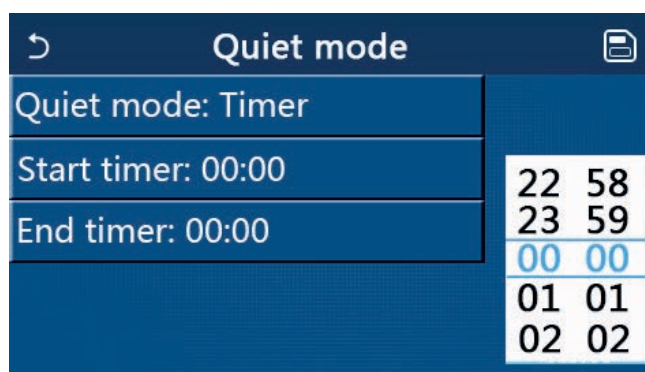 Quiet mode
Quiet mode: Timer
Start timer: 00:00
End timer: 00:00
22 58
23 59
00 00
01 01
02 02